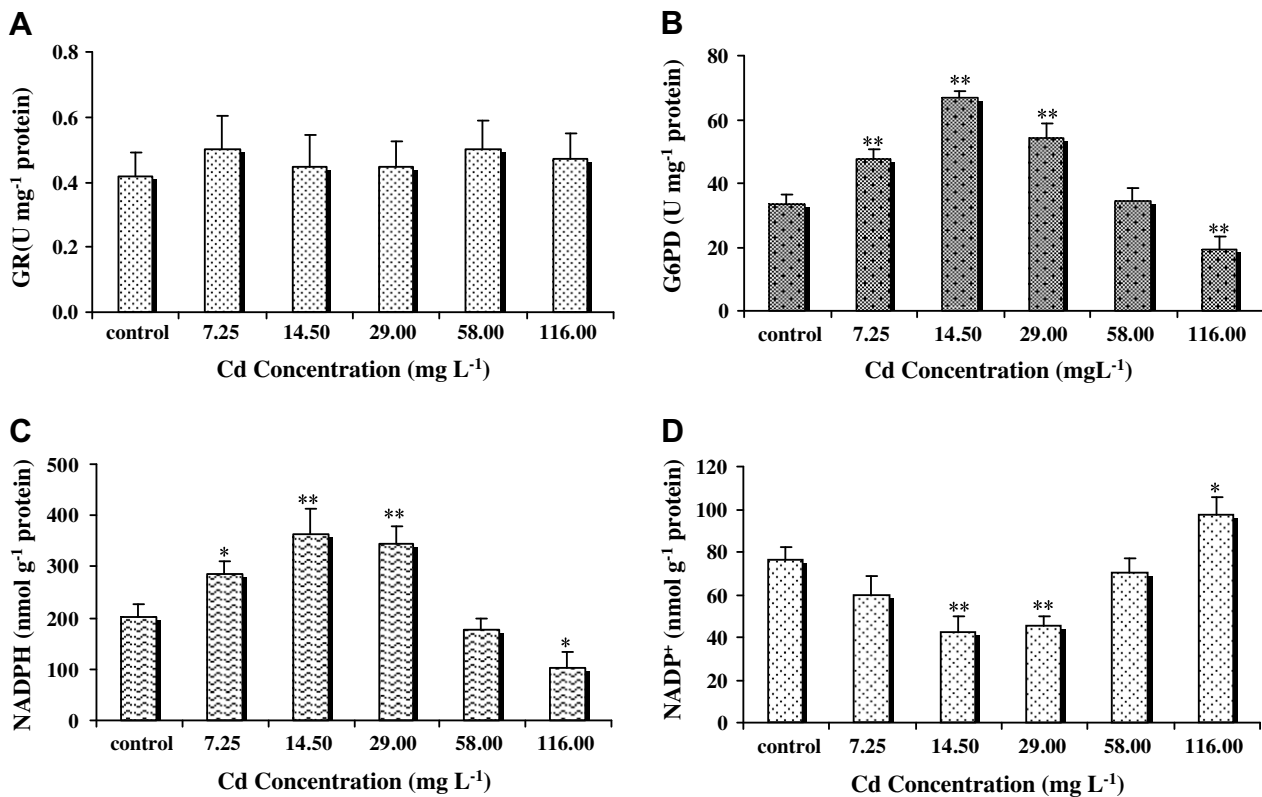 A
GR(U mg-1 protein)
0.8
0.6
0.4
0.2
0.0
control 7.25 14.50 29.00 58.00 116.00
Cd Concentration (mg L-1)
B
G6PD (U mg-1 protein)
80
60
40
20
0
** ** ** **
control 7.25 14.50 29.00 58.00 116.00
Cd Concentration (mgL-1)
C
NADPH (nmol g-1 protein)
500
400
300
200
100
0
* ** ** *
control 7.25 14.50 29.00 58.00 116.00
Cd Concentration (mg L-1)
D
NADP+ (nmol g-1 protein)
120
100
80
60
40
20
0
** ** *
control 7.25 14.50 29.00 58.00 116.00
Cd Concentration (mg L-1)